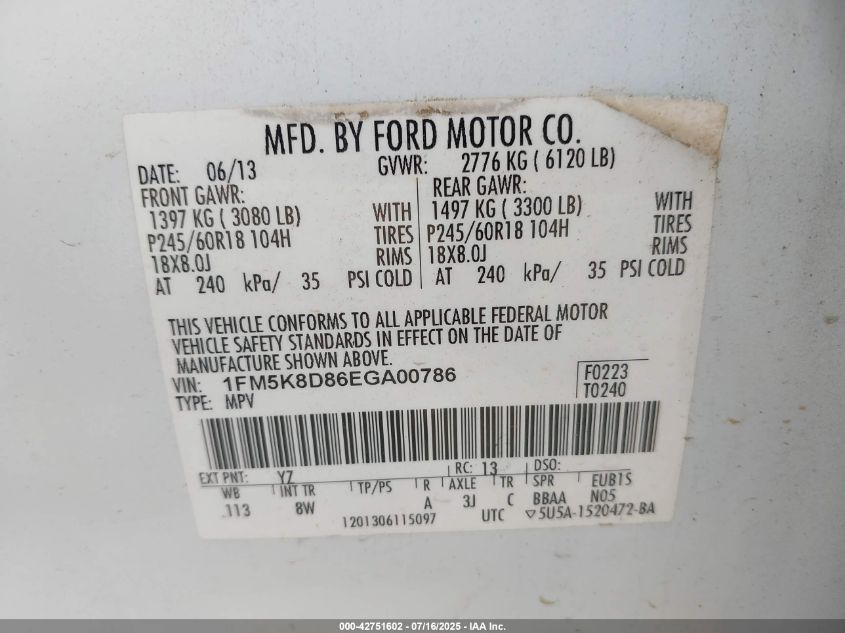 MFD. BY FORD MOTOR CO.
DATE: 06/13 GVWR: 2776 KG ( 6120 LB)
FRONT GAWR: REAR GAWR:
1397 KG ( 3080 LB) WITH 1497 KG ( 3300 LB) WITH
P245/60R18 104H TIRES P245/60R18 104H TIRES
18X8.0J RIMS 18X8.0J RIMS
AT 240 kPa/ 35 PSI COLD AT 240 kPa/ 35 PSI COLD
THIS VEHICLE CONFORMS TO ALL APPLICABLE FEDERAL MOTOR
VEHICLE SAFETY STANDARDS IN EFFECT ON THE DATE OF
MANUFACTURE SHOWN ABOVE.
VIN: 1FM5K8D86EGA00786 F0223
TYPE: MPV T0240
EXT PNT: YZ RC: 13 DSO:
WB INT TR TP/PS R AXLE TR SPR EUB1S
113 8W A 3J C BBAA N05
1201306115097 UTC ▽5U5A-1520472-BA
000-42751602 - 07/16/2025 - IAA Inc.